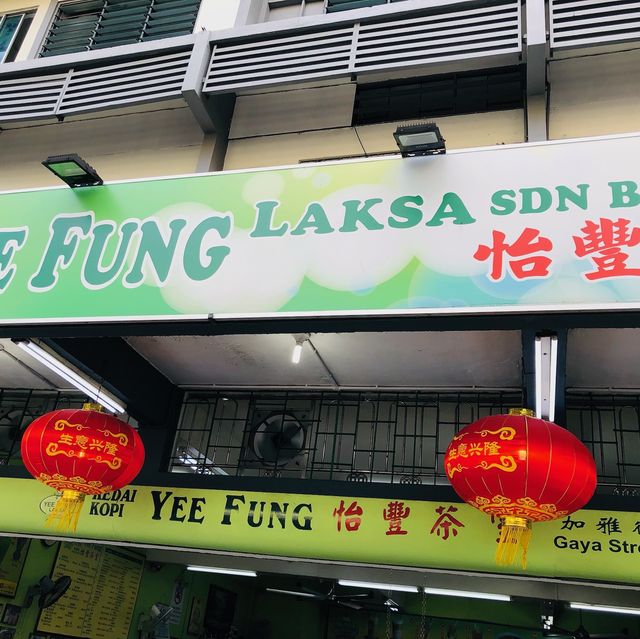 E FUNG LAKSA SDN B
怡豐
生意兴隆
生意兴隆
YEE
KEDAI
KOPI
YEE FUNG 怡豐茶
加雅
Gaya Stre